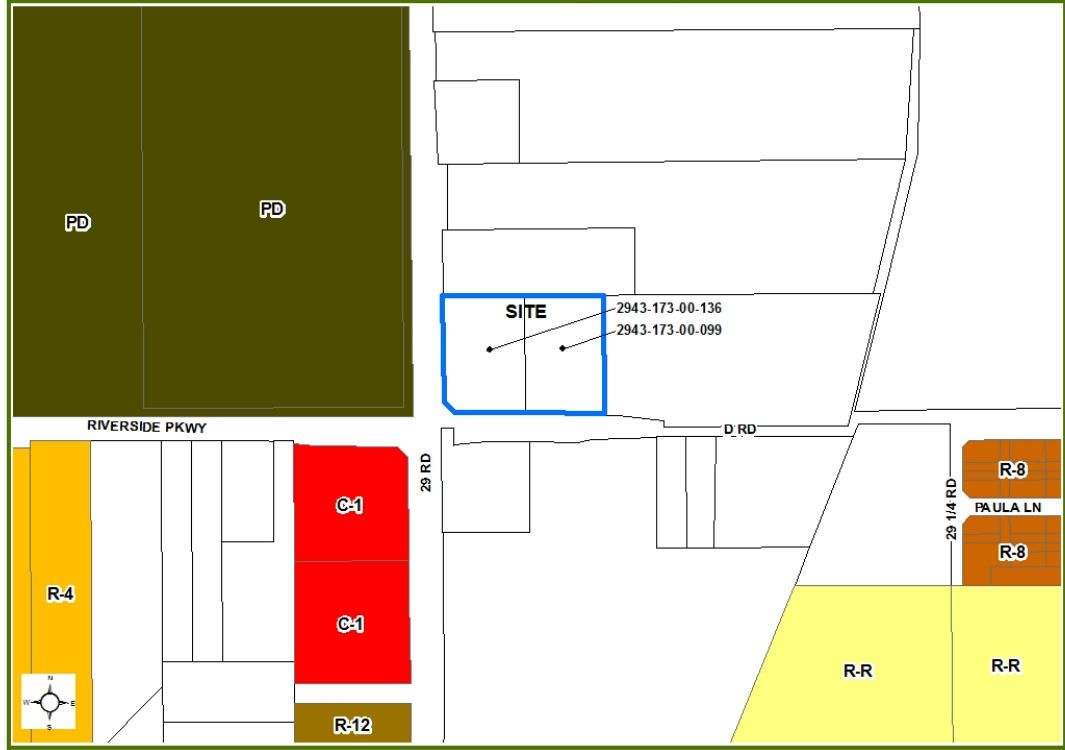 PD
PD
SITE
2943-173-00-136
2943-173-00-099
RIVERSIDE PKWY
D RD
29 RD
C-1
C-1
R-4
R-12
R-8
PAULA LN
R-8
29 1/4 RD
R-R
R-R
N
W
E
S